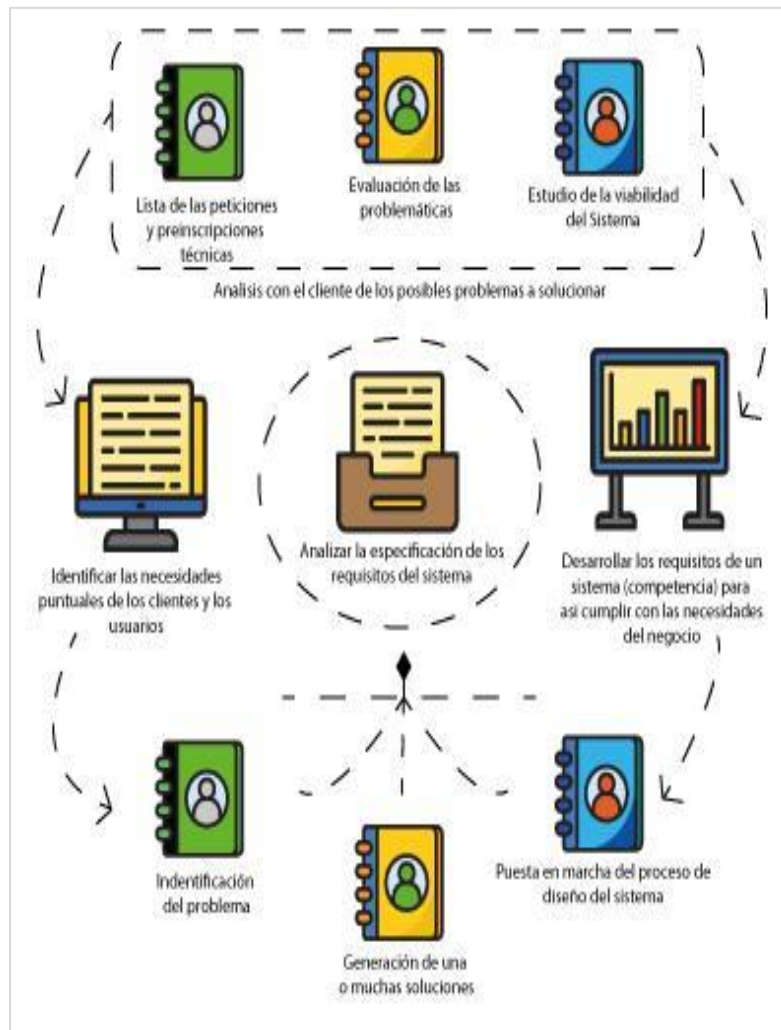 Lista de las peticiones
y preinscripciones
técnicas
Evaluación de las
problemáticas
Estudio de la viabilidad
del Sistema
Analisis con el cliente de los posibles problemas a solucionar
Identificar las necesidades
puntuales de los clientes y los
usuarios
Analizar la especificación de los
requisitos del sistema
Desarrollar los requisitos de un
sistema (competencia) para
asi cumplir con las necesidades
del negocio
Indentificación
del problema
Generación de una
o muchas soluciones
Puesta en marcha del proceso de
diseño del sistema